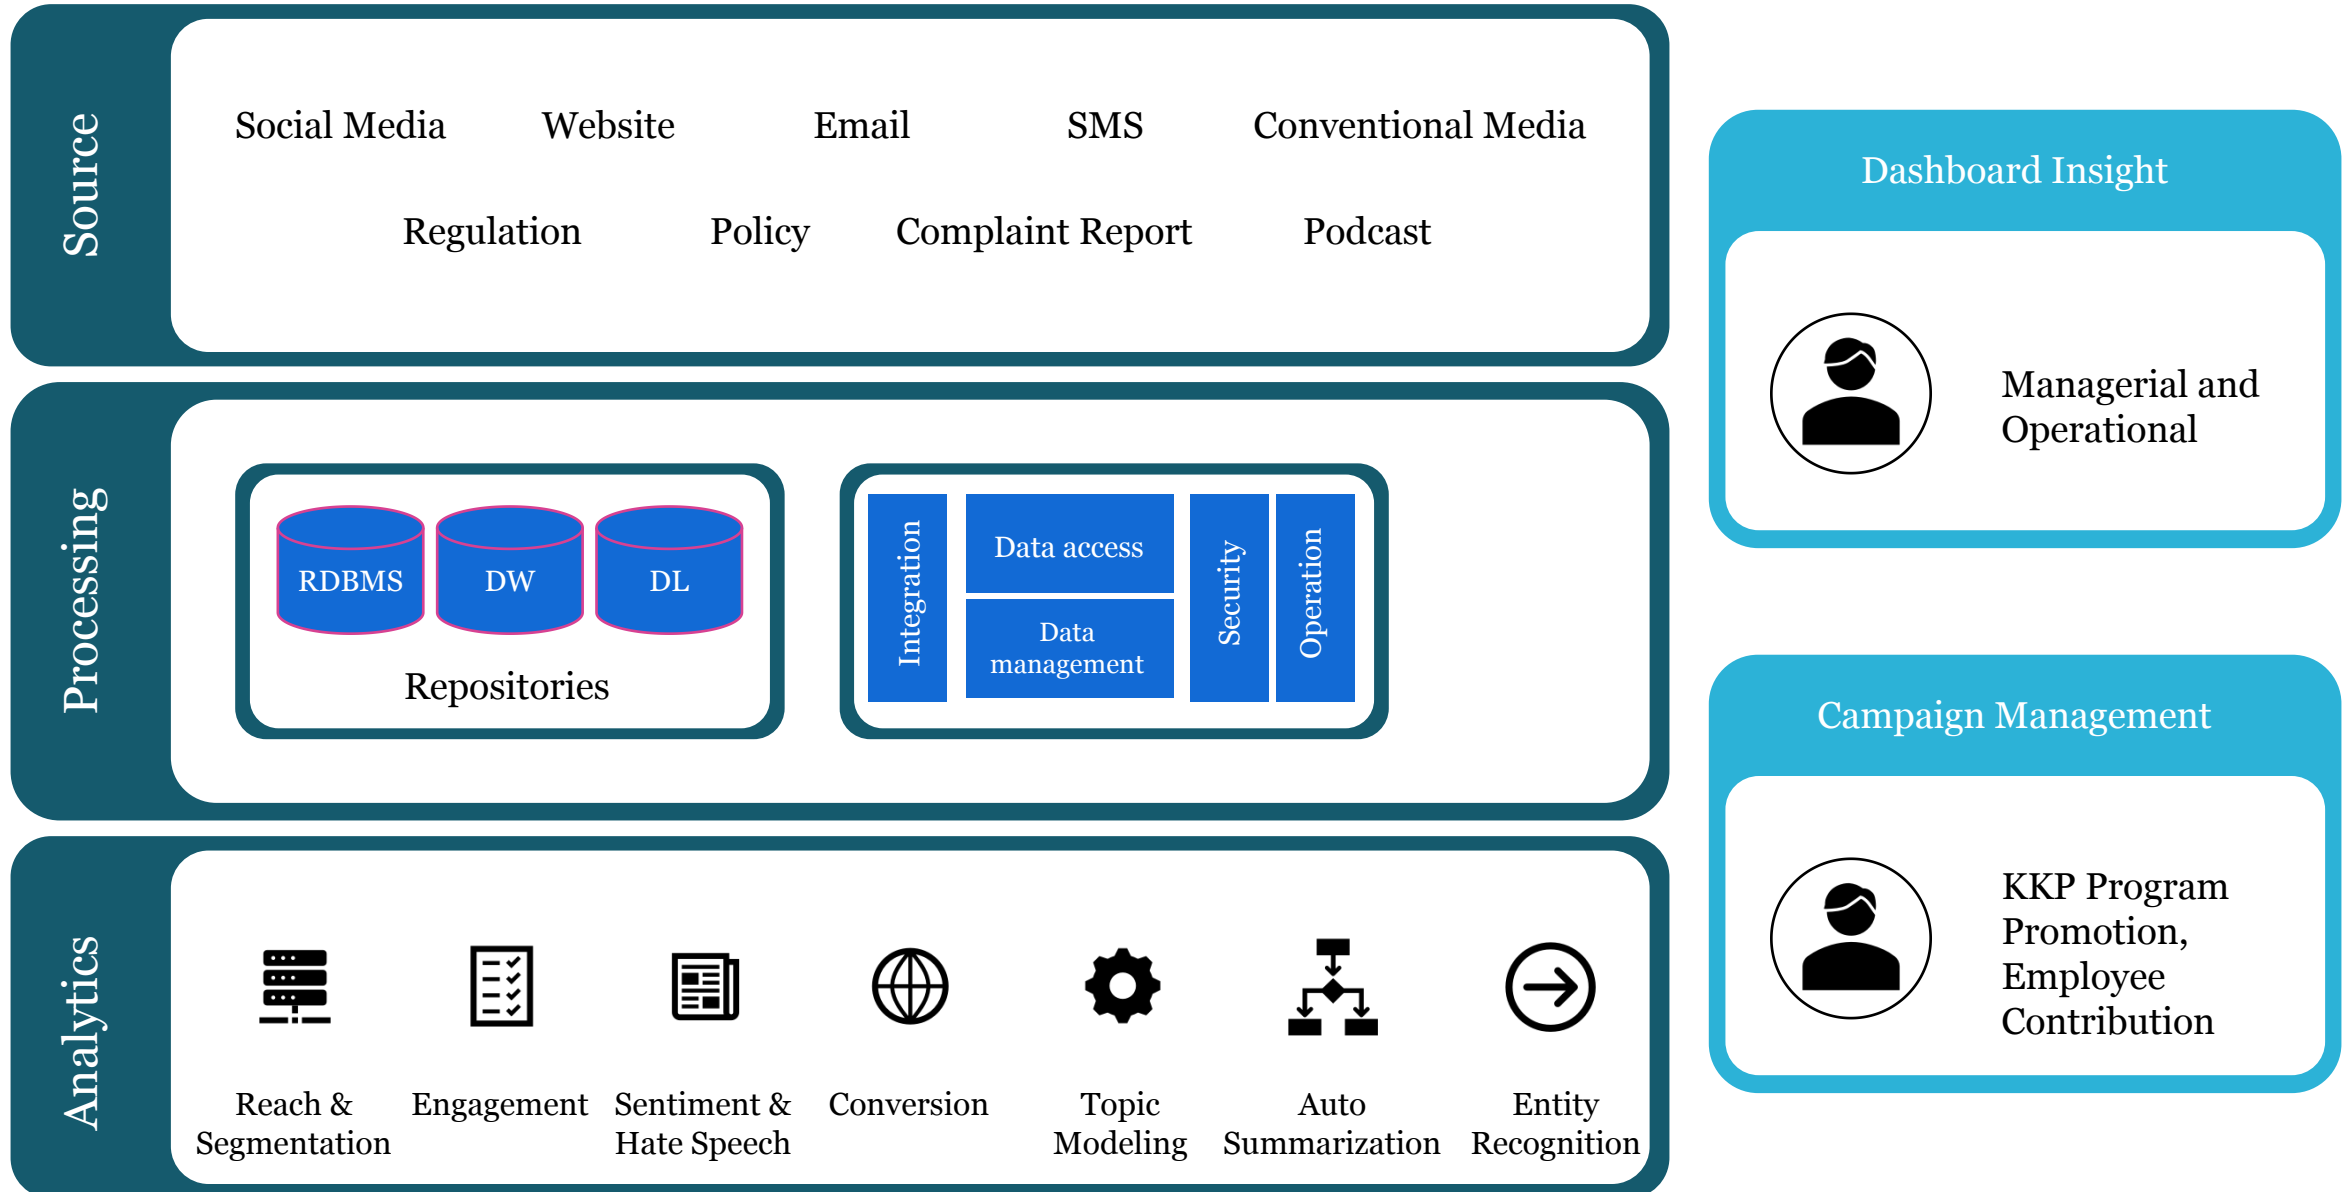 Source
Social Media Website Email SMS Conventional Media
Regulation Policy Complaint Report Podcast
Processing
RDBMS DW DL
Repositories
Integration
Data access
Data
management
Security
Operation
Analytics
Reach &
Segmentation
Engagement
Sentiment &
Hate Speech
Conversion
Topic
Modeling
Auto
Summarization
Entity
Recognition
Dashboard Insight
Managerial and
Operational
Campaign Management
KKP Program
Promotion,
Employee
Contribution